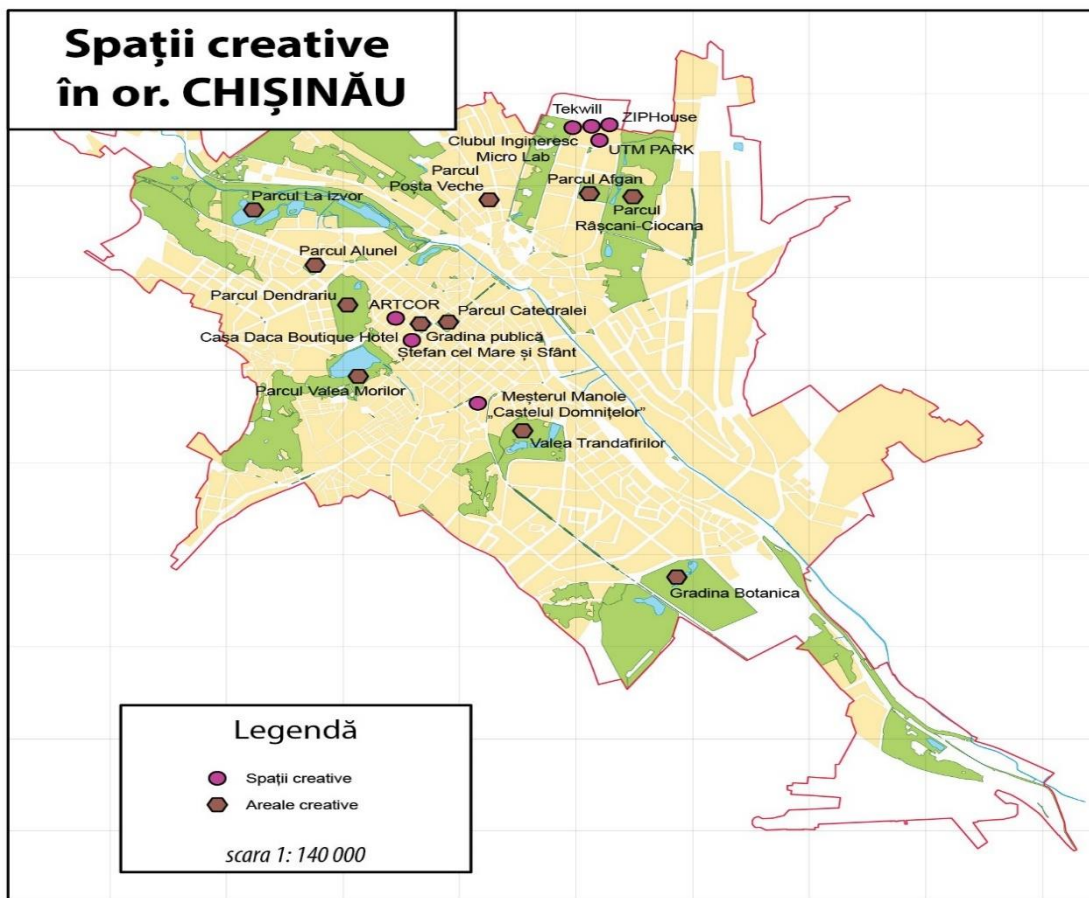 Spații creative
în or. CHIȘINĂU
Tekwill
ZIPHouse
Clubul Ingineresc
Micro Lab
UTM PARK
Parcul
Poșta Veche
Parcul Afgan
Parcul
Râșcani-Ciocana
Parcul La izvor
Parcul Alunel
Parcul Dendrariu
ARTCOR
Parcul Catedralei
Casa Daca Boutique Hotel
Gradina publică
Ștefan cel Mare și Sfânt
Parcul Valea Morilor
Meșterul Manole
„Castelul Domnițelor”
Valea Trandafirilor
Gradina Botanica
Legendă
Spații creative
Areale creative
scara 1: 140 000